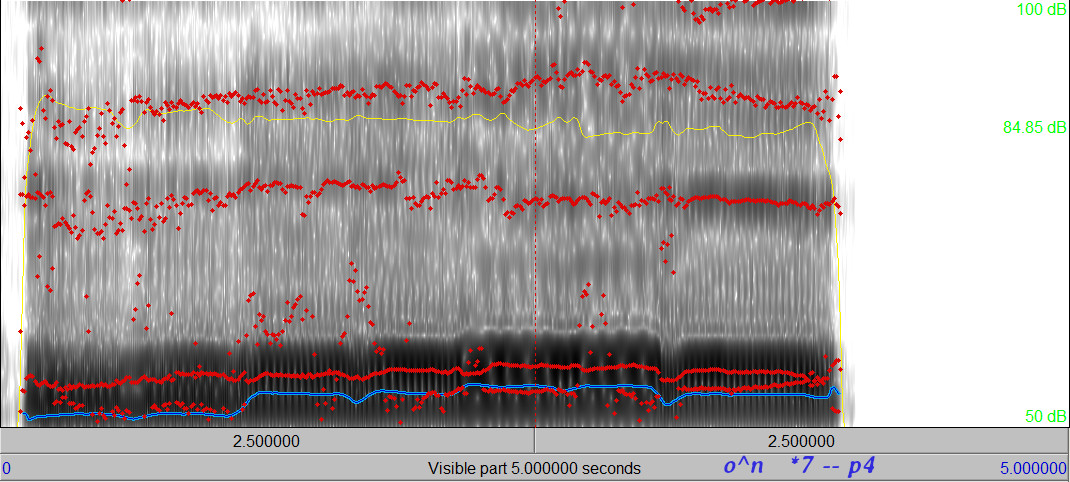 100 dB
84.85 dB
50 dB
2.500000 2.500000
0 Visible part 5.000000 seconds o^n *7 -- p4 5.000000